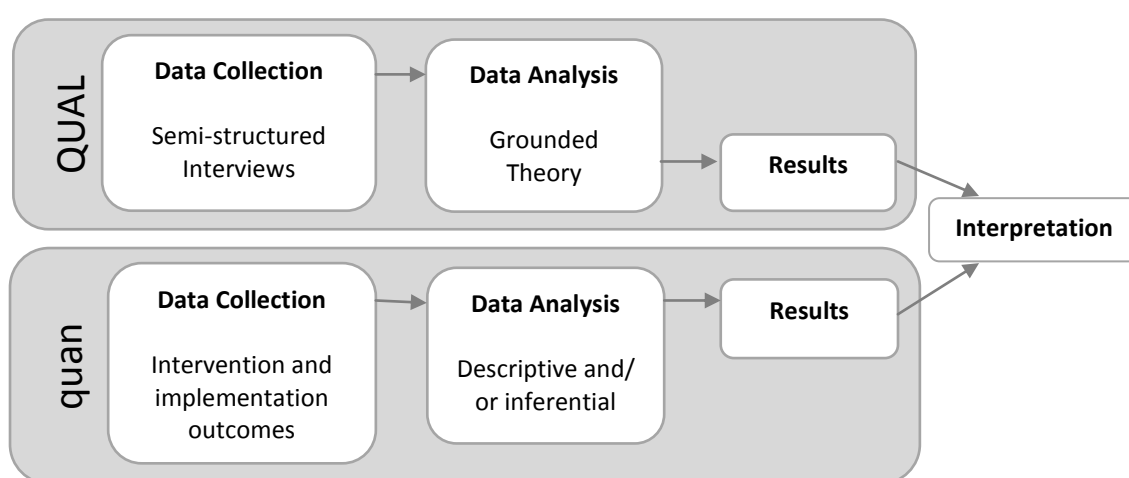 QUAL
Data Collection
Semi-structured
Interviews
Data Analysis
Grounded
Theory
Results
Interpretation
quan
Data Collection
Intervention and
implementation
outcomes
Data Analysis
Descriptive and/
or inferential
Results